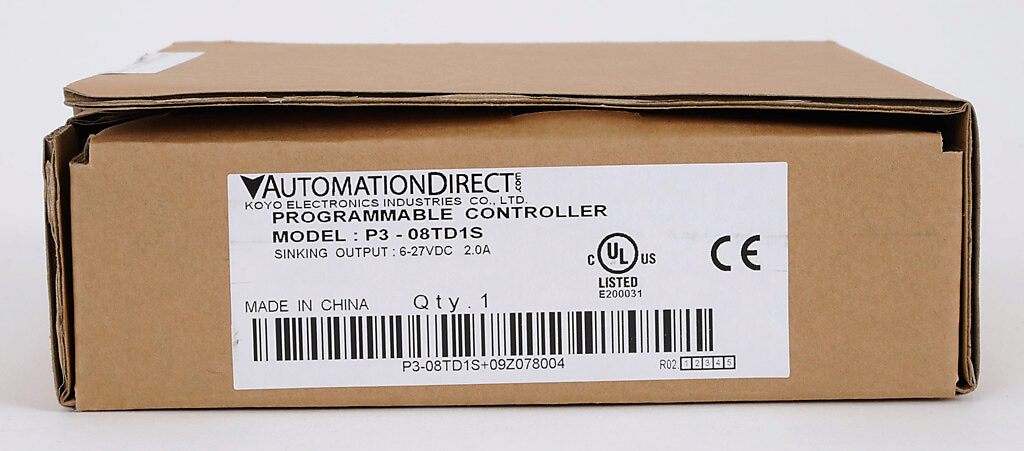 AUTOMATIONDIRECT.COM
KOYO ELECTRONICS INDUSTRIES CO., LTD.
PROGRAMMABLE CONTROLLER
MODEL : P3 - 08TD1S
SINKING OUTPUT : 6-27VDC 2.0A
C UL US
LISTED
E200031
CE
MADE IN CHINA Qty.1
P3-08TD1S+09Z078004
R02. 1 2 3 4 5